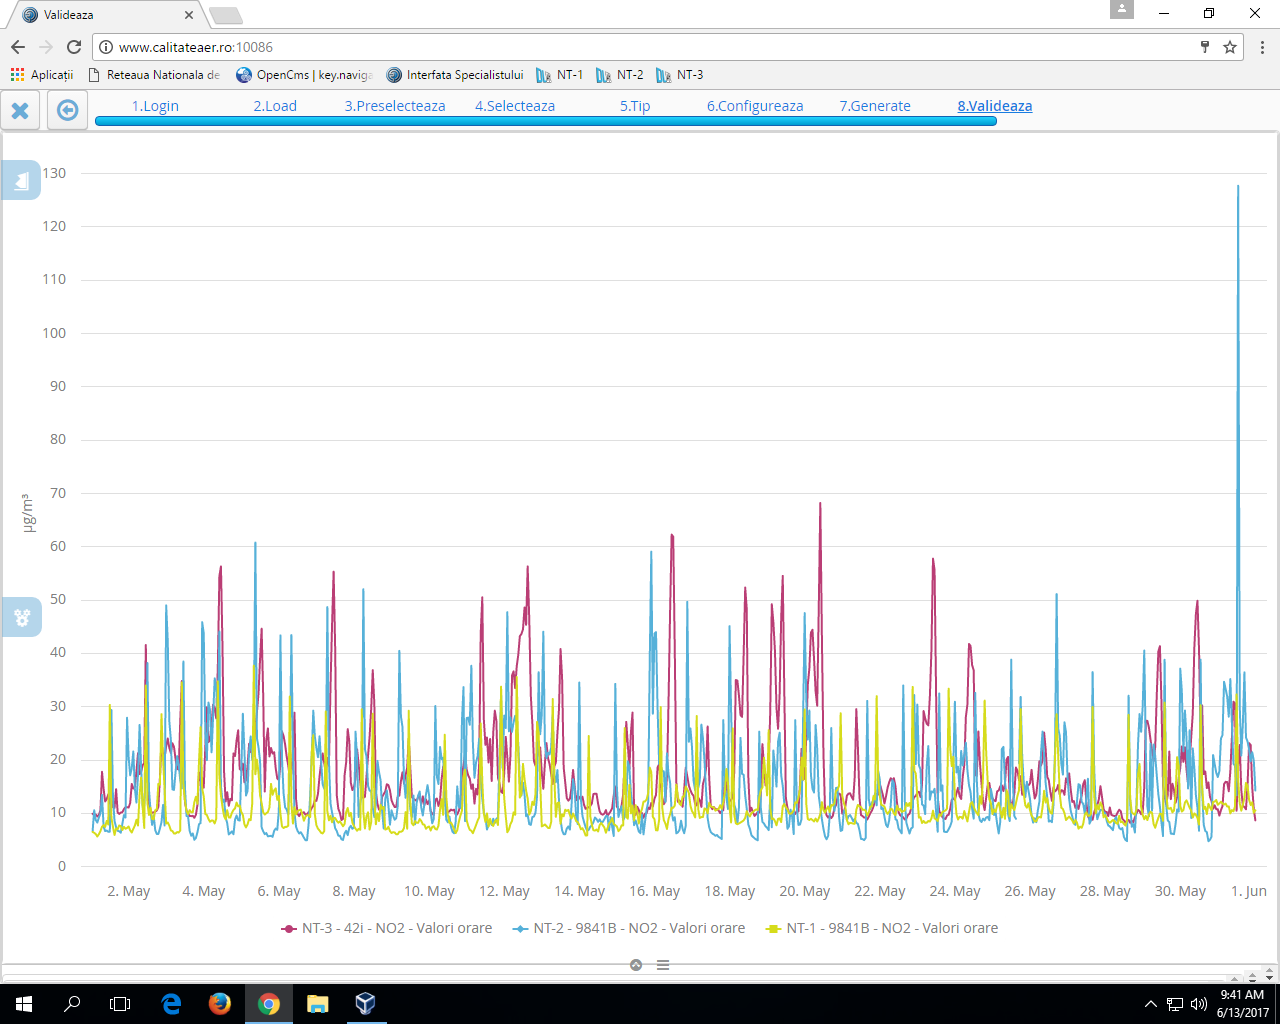 Valideaza
www.calitateaer.ro:10086
Aplicații
Reteaua Nationala de
OpenCms | key.naviga
Interfata Specialistului
NT-1
NT-2
NT-3
1.Login
2.Load
3.Preselecteaza
4.Selecteaza
5.Tip
6.Configureaza
7.Generate
8.Valideaza
130
120
110
100
90
80
70
60
50
40
30
20
10
0
µg/m³
2. May
4. May
6. May
8. May
10. May
12. May
14. May
16. May
18. May
20. May
22. May
24. May
26. May
28. May
30. May
1. Jun
NT-3 - 42i - NO2 - Valori orare
NT-2 - 9841B - NO2 - Valori orare
NT-1 - 9841B - NO2 - Valori orare
9:41 AM
6/13/2017